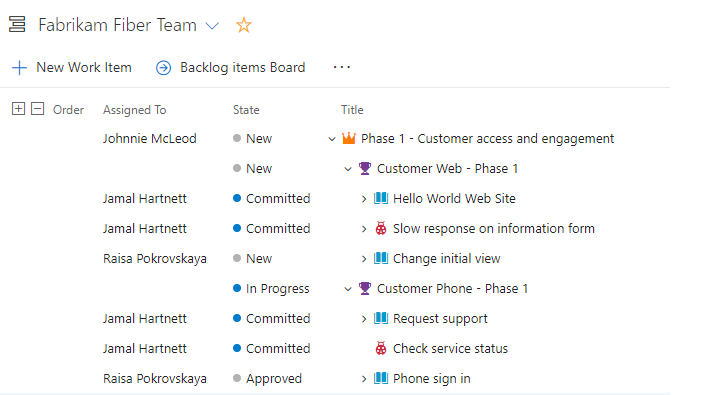 Fabrikam Fiber Team
New Work Item Backlog items Board ...
Order Assigned To State Title
Johnnie McLeod New Phase 1 - Customer access and engagement
New Customer Web - Phase 1
Jamal Hartnett Committed Hello World Web Site
Jamal Hartnett Committed Slow response on information form
Raisa Pokrovskaya New Change initial view
In Progress Customer Phone - Phase 1
Jamal Hartnett Committed Request support
Jamal Hartnett Committed Check service status
Raisa Pokrovskaya Approved Phone sign in